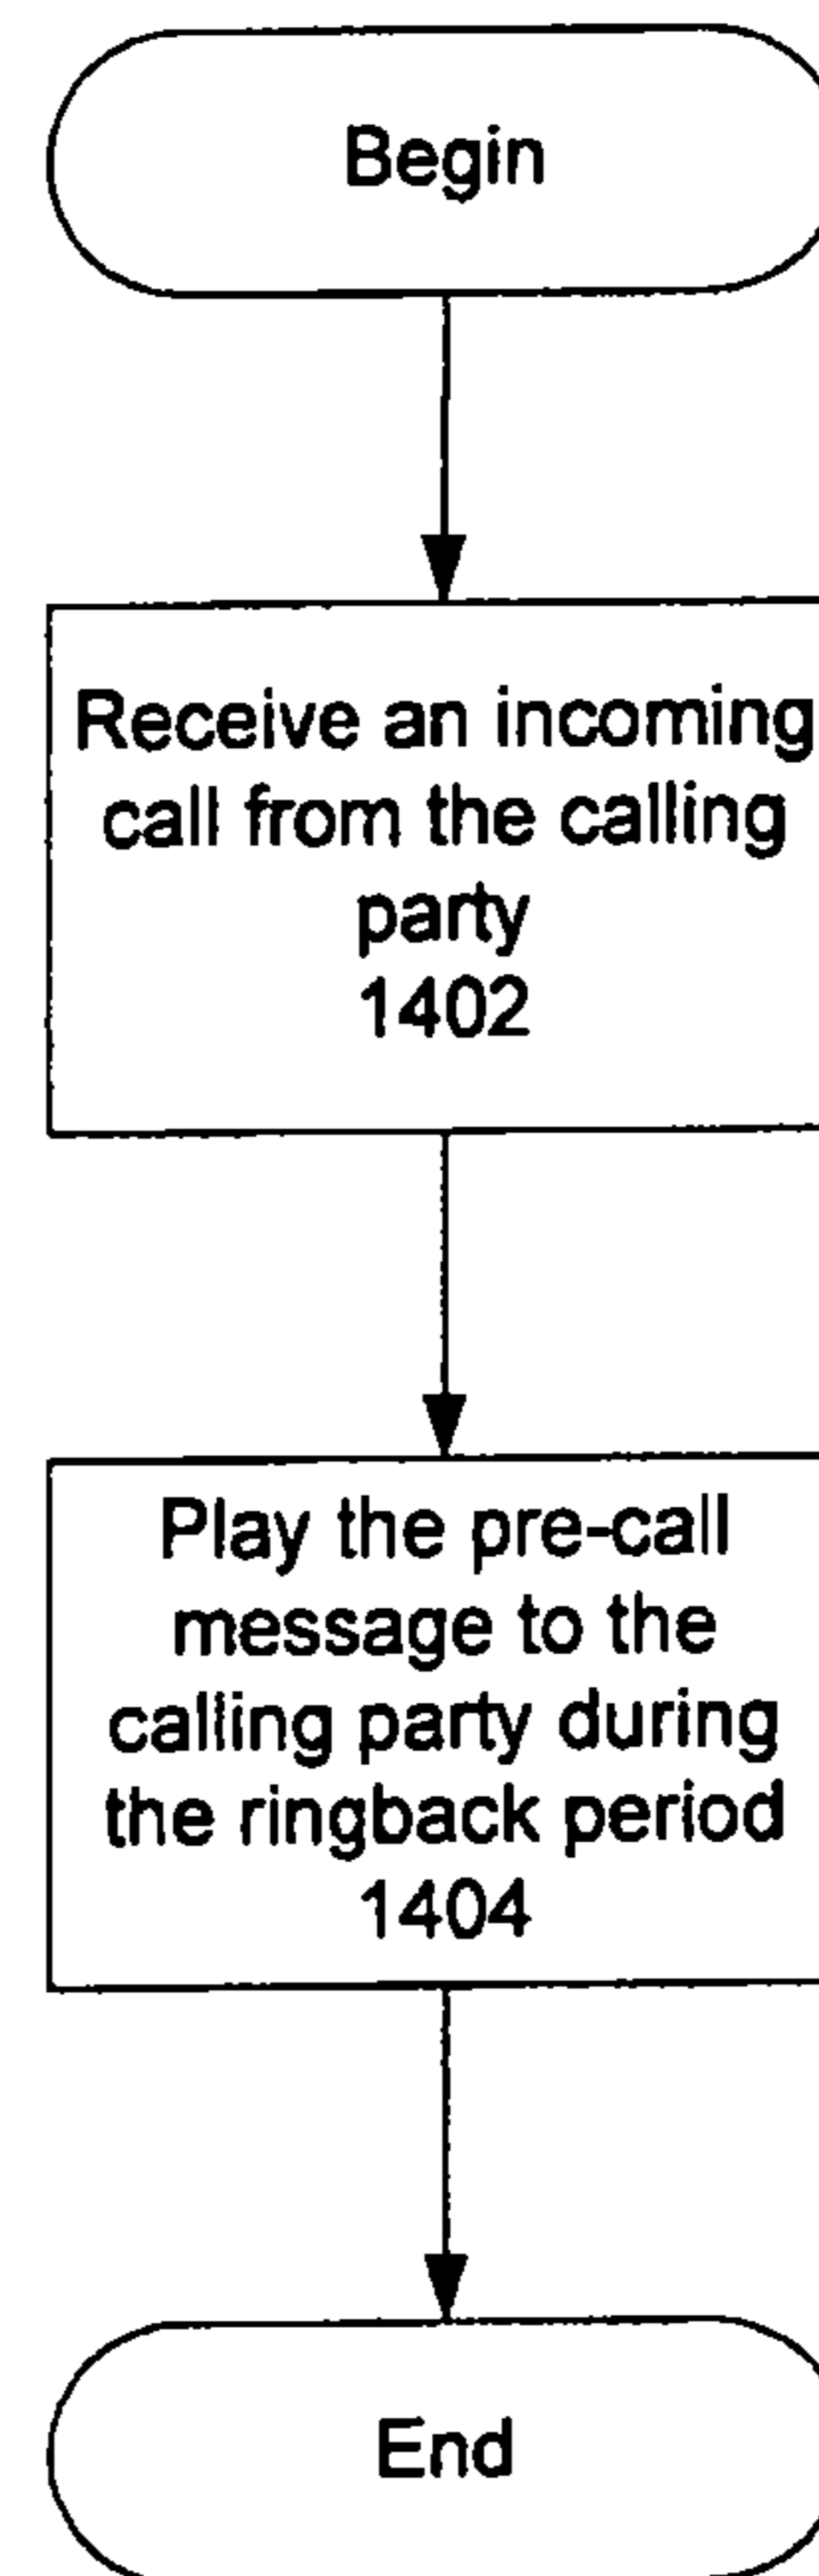 Begin
Receive an incoming
call from the calling
party
1402
Play the pre-call
message to the
calling party during
the ringback period
1404
End